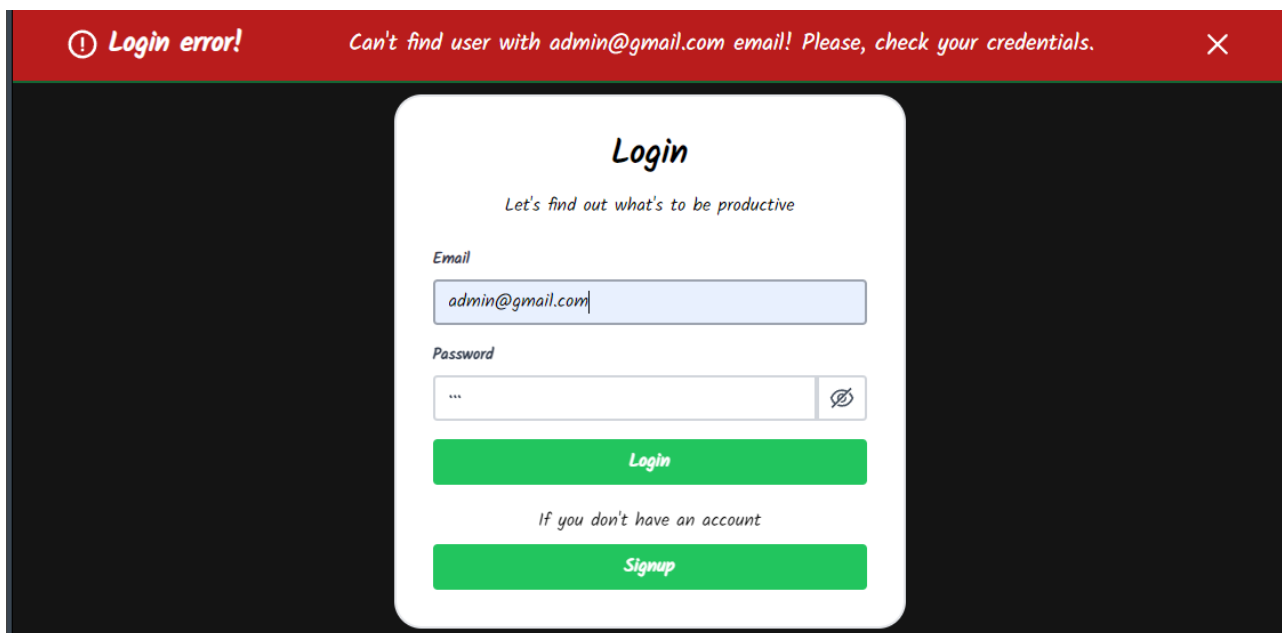 Login error! Can't find user with admin@gmail.com email! Please, check your credentials.
Login
Let's find out what's to be productive
Email
admin@gmail.com
Password
Login
If you don't have an account
Signup